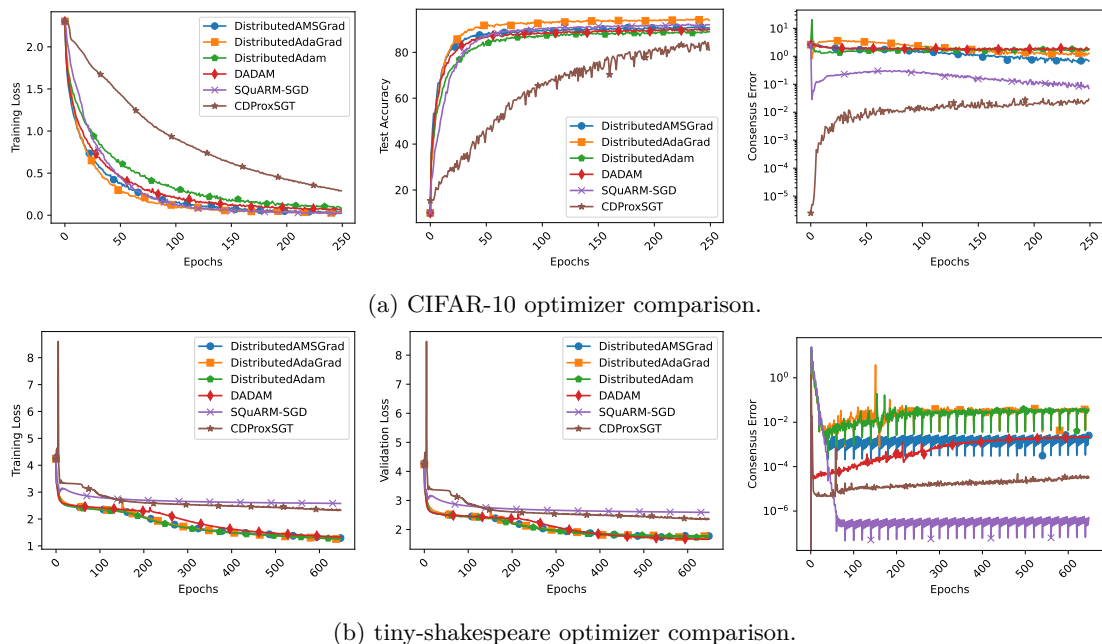 Training Loss
2.0
1.5
1.0
0.5
0.0
0
50
100
150
200
250
Epochs
DistributedAMSGrad
DistributedAdaGrad
DistributedAdam
DADAM
SQuARM-SGD
CDProxSGT
Test Accuracy
80
60
40
20
0
50
100
150
200
250
Epochs
DistributedAMSGrad
DistributedAdaGrad
DistributedAdam
DADAM
SQuARM-SGD
CDProxSGT
Consensus Error
10^1
10^0
10^-1
10^-2
10^-3
10^-4
10^-5
0
50
100
150
200
250
Epochs
(a) CIFAR-10 optimizer comparison.
Training Loss
8
7
6
5
4
3
2
1
0
100
200
300
400
500
600
Epochs
DistributedAMSGrad
DistributedAdaGrad
DistributedAdam
DADAM
SQuARM-SGD
CDProxSGT
Validation Loss
8
7
6
5
4
3
2
0
100
200
300
400
500
600
Epochs
DistributedAMSGrad
DistributedAdaGrad
DistributedAdam
DADAM
SQuARM-SGD
CDProxSGT
Consensus Error
10^0
10^-2
10^-4
10^-6
100
200
300
400
500
600
Epochs
(b) tiny-shakespeare optimizer comparison.